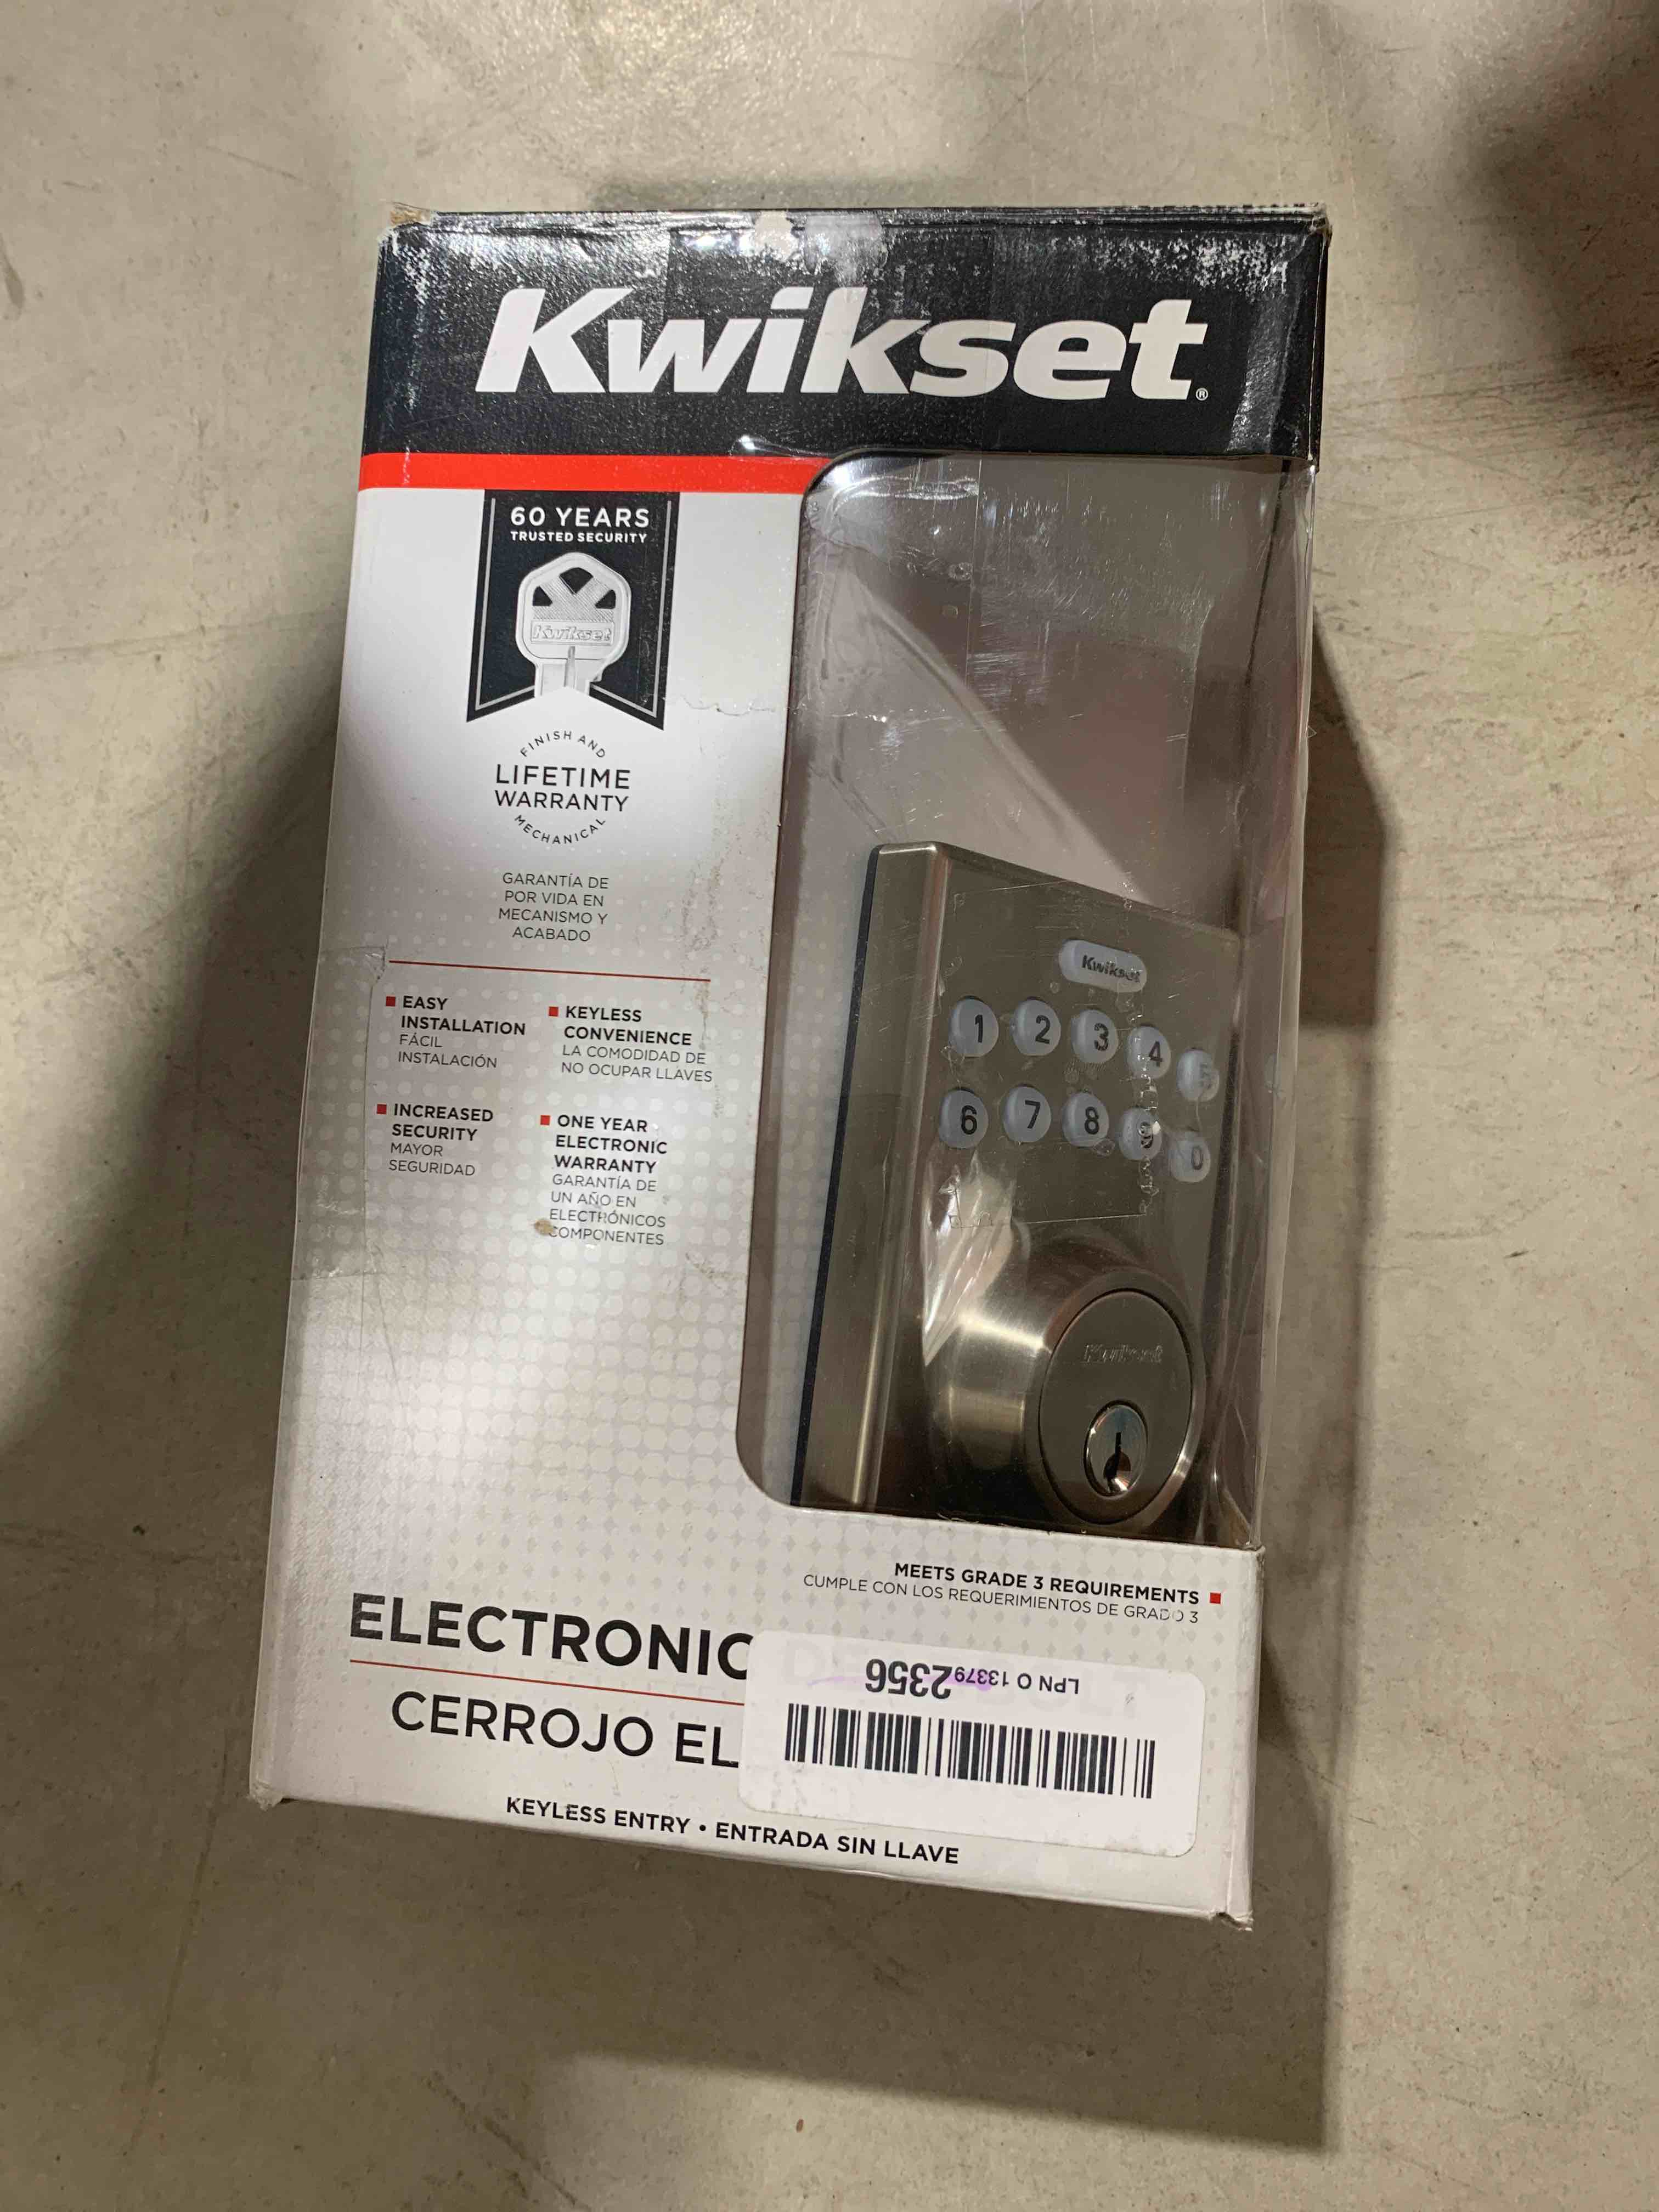 Kwikset®
60 YEARS
TRUSTED SECURITY
Kwikset
FINISH AND
LIFETIME
WARRANTY
MECHANICAL
GARANTÍA DE
POR VIDA EN
MECANISMO Y
ACABADO
EASY
INSTALLATION
FÁCIL
INSTALACIÓN
KEYLESS
CONVENIENCE
LA COMODIDAD DE
NO OCUPAR LLAVES
INCREASED
SECURITY
MAYOR
SEGURIDAD
ONE YEAR
ELECTRONIC
WARRANTY
GARANTÍA DE
UN AÑO EN
ELECTRÓNICOS
COMPONENTES
Kwikset
1 2 3 4 5
6 7 8 9 0
Kwikset
MEETS GRADE 3 REQUIREMENTS
CUMPLE CON LOS REQUERIMIENTOS DE GRADO 3
ELECTRONIC
CERROJO EL
LPN O 133792356
KEYLESS ENTRY • ENTRADA SIN LLAVE